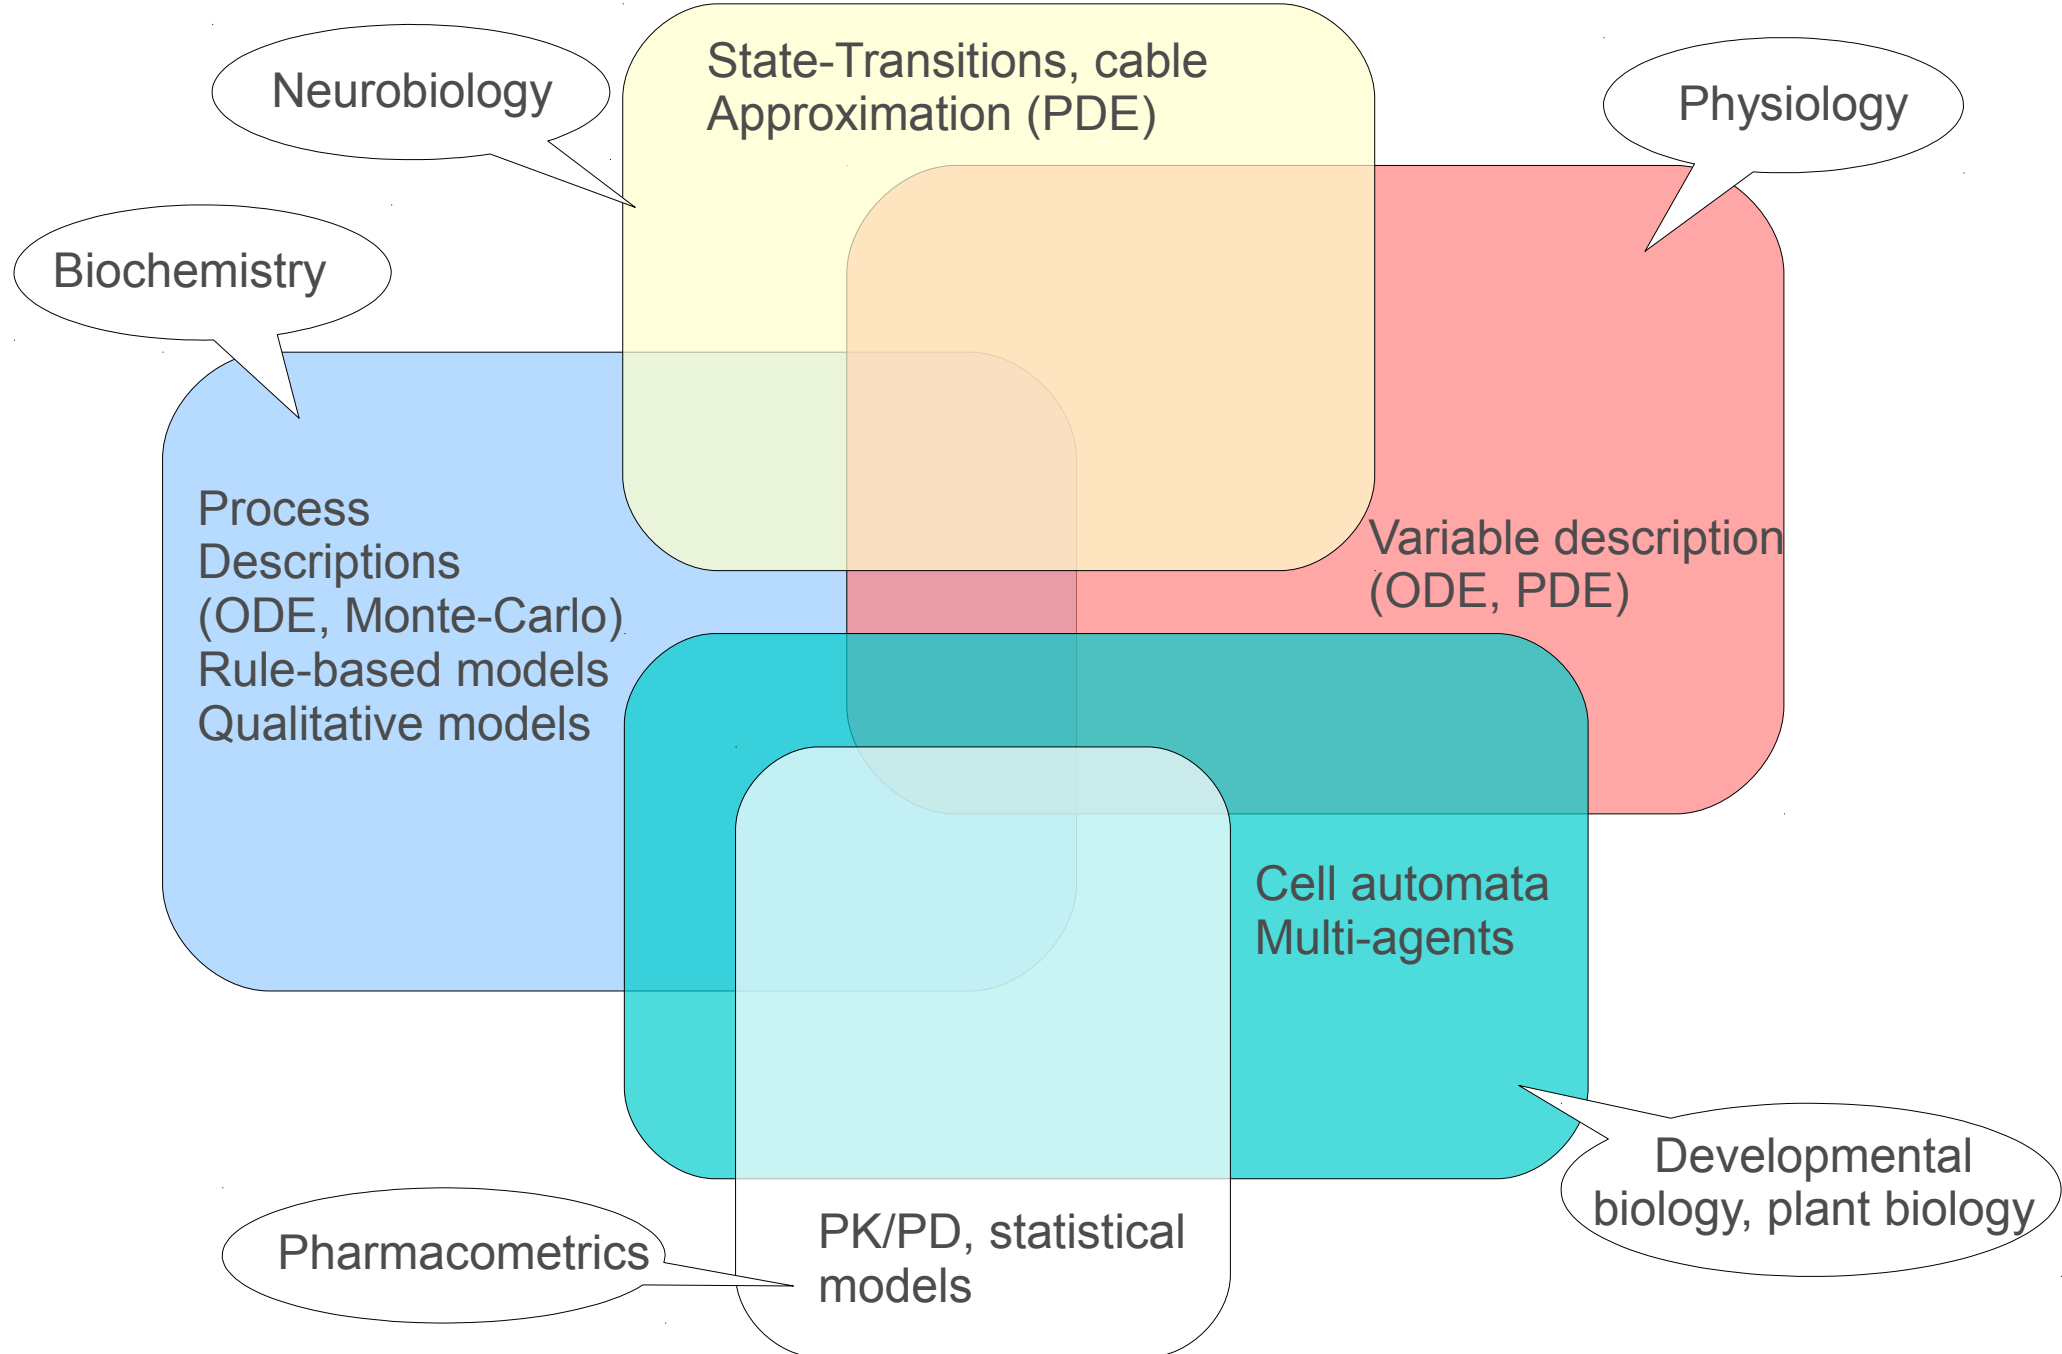 Neurobiology
State-Transitions, cable
Approximation (PDE)
Physiology
Biochemistry
Process
Descriptions
(ODE, Monte-Carlo)
Rule-based models
Qualitative models
Variable description
(ODE, PDE)
Cell automata
Multi-agents
Developmental
biology, plant biology
Pharmacometrics
PK/PD, statistical
models